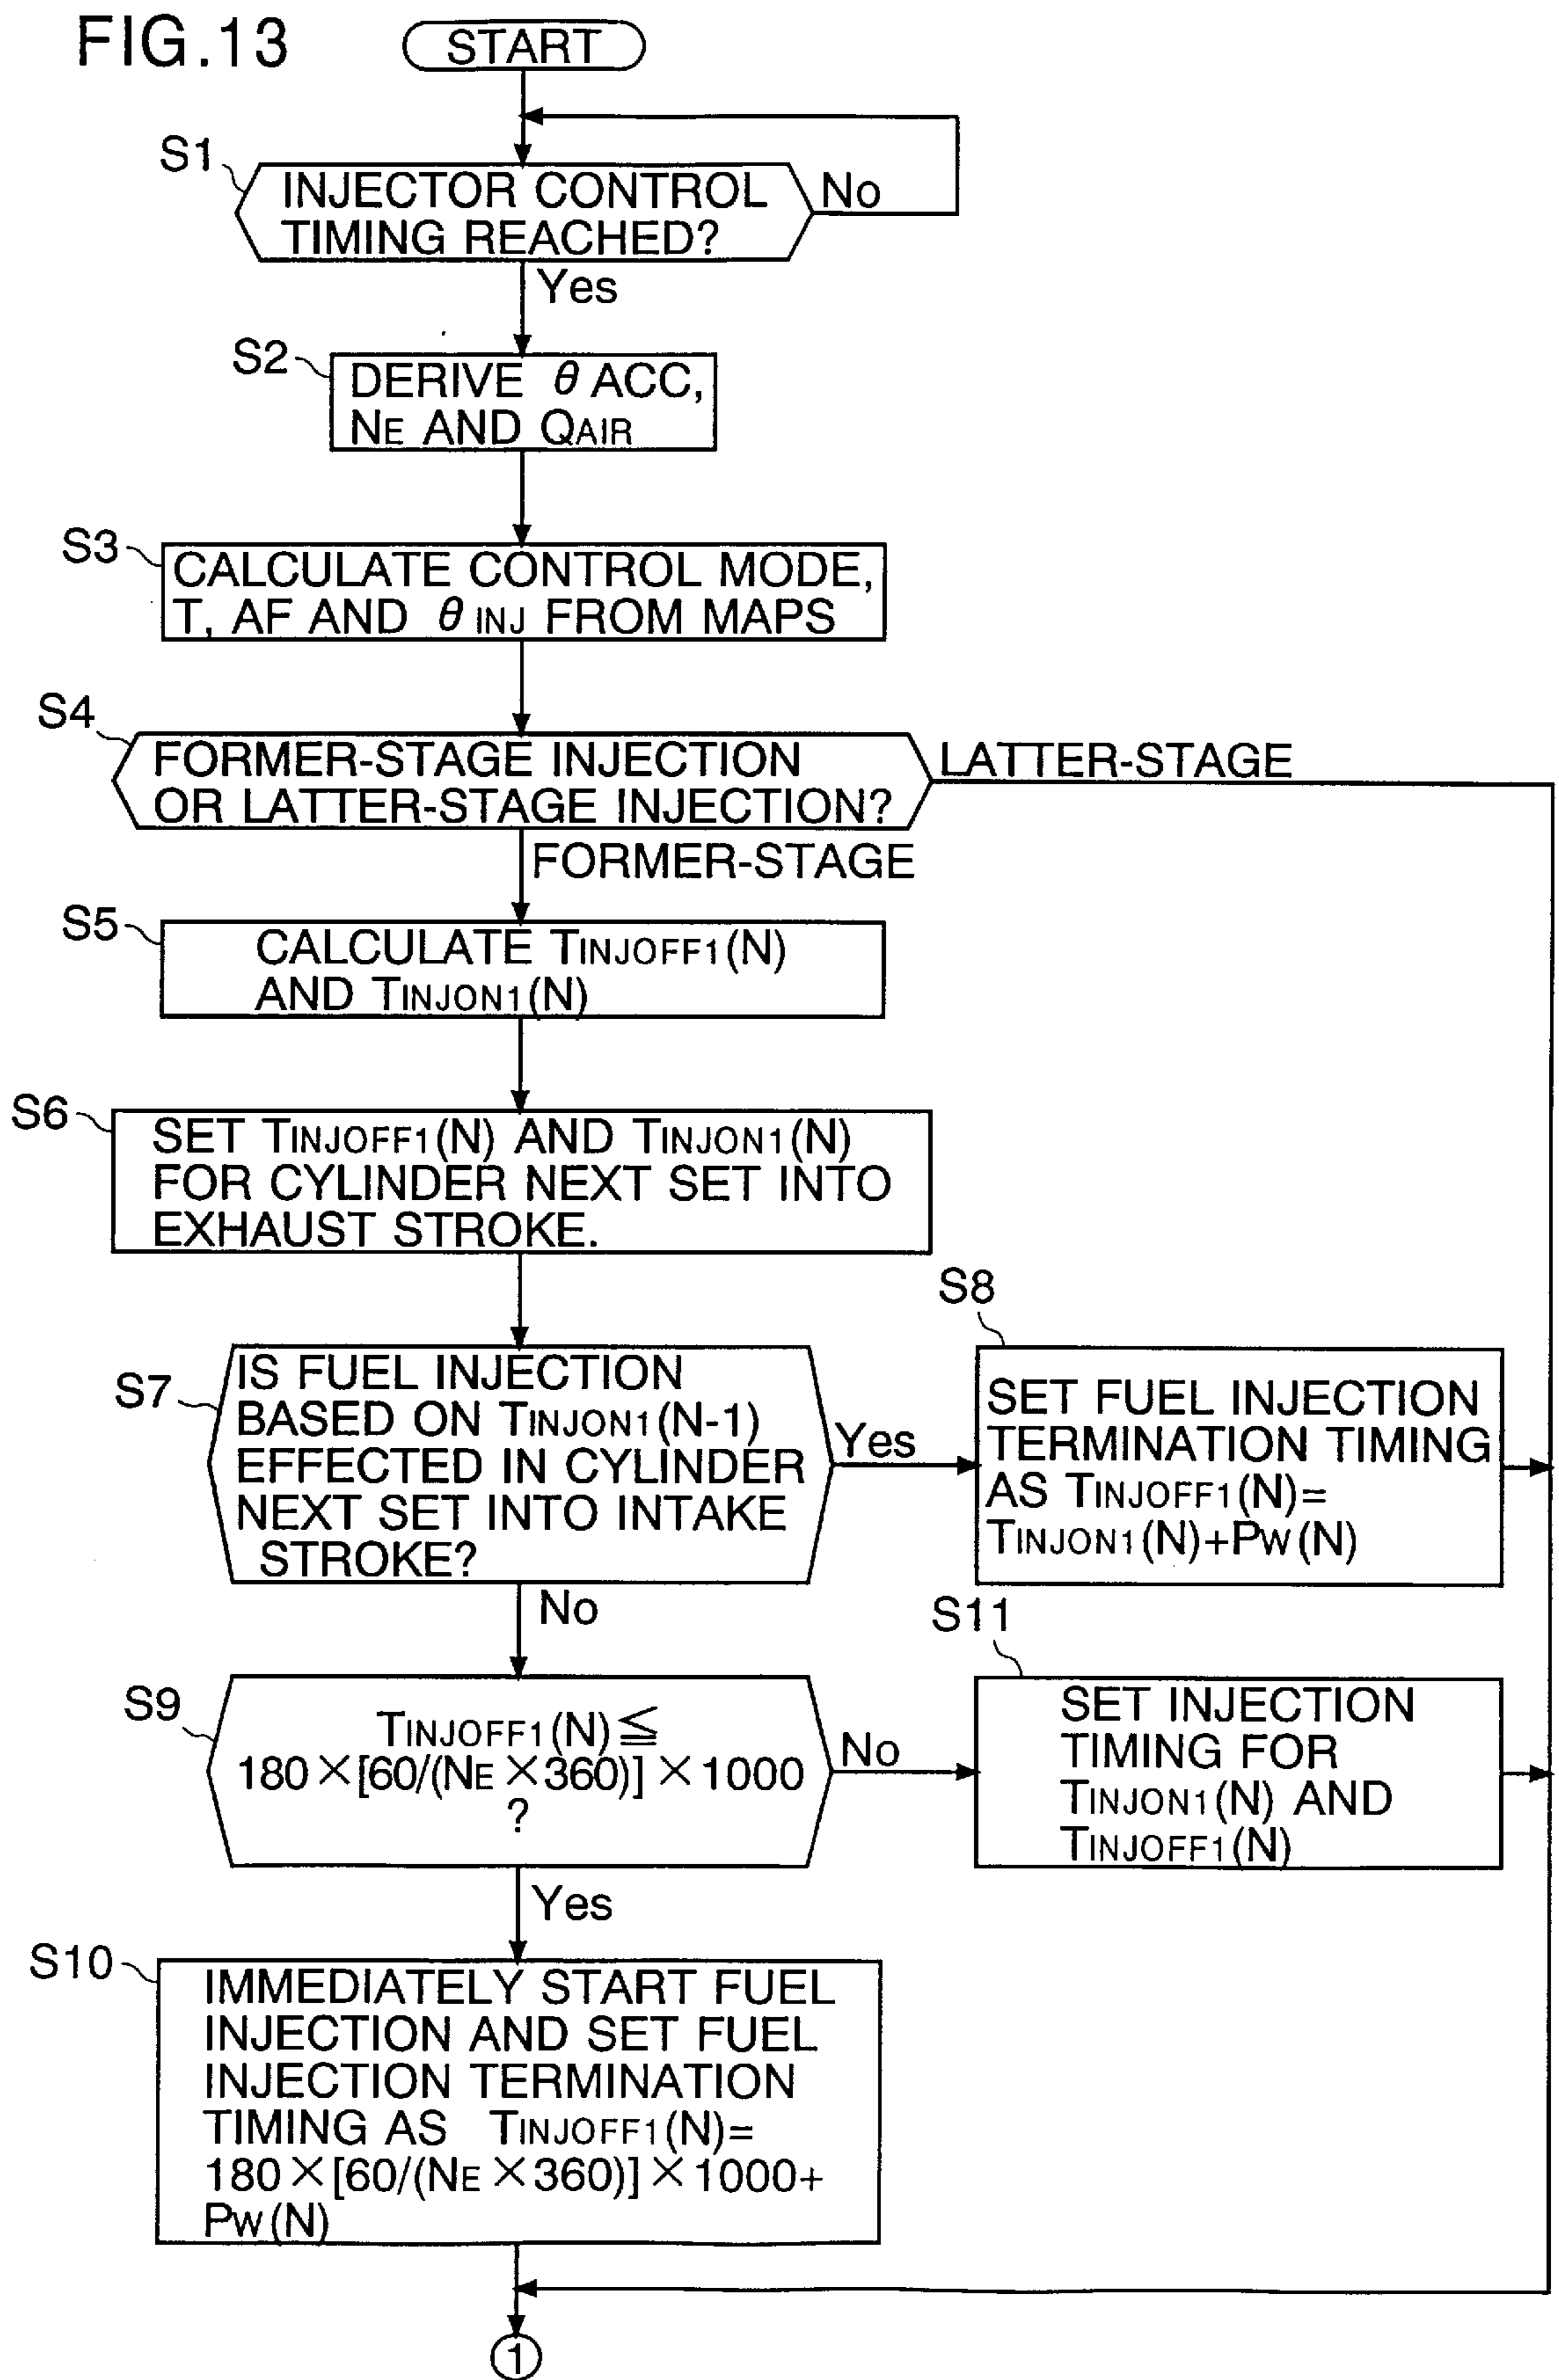 FIG.13
START
S1
INJECTOR CONTROL
TIMING REACHED?
No
Yes
S2
DERIVE θ ACC,
NE AND QAIR
S3
CALCULATE CONTROL MODE,
T, AF AND θ INJ FROM MAPS
S4
FORMER-STAGE INJECTION
OR LATTER-STAGE INJECTION?
LATTER-STAGE
FORMER-STAGE
S5
CALCULATE TINJOFF1(N)
AND TINJON1(N)
S6
SET TINJOFF1(N) AND TINJON1(N)
FOR CYLINDER NEXT SET INTO
EXHAUST STROKE.
S7
IS FUEL INJECTION
BASED ON TINJON1(N-1)
EFFECTED IN CYLINDER
NEXT SET INTO INTAKE
STROKE?
Yes
No
S8
SET FUEL INJECTION
TERMINATION TIMING
AS TINJOFF1(N)=
TINJON1(N)+PW(N)
S9
TINJOFF1(N)≦
180×[60/(NE×360)]×1000
?
No
Yes
S11
SET INJECTION
TIMING FOR
TINJON1(N) AND
TINJOFF1(N)
S10
IMMEDIATELY START FUEL
INJECTION AND SET FUEL
INJECTION TERMINATION
TIMING AS TINJOFF1(N)=
180×[60/(NE×360)]×1000+
PW(N)
1